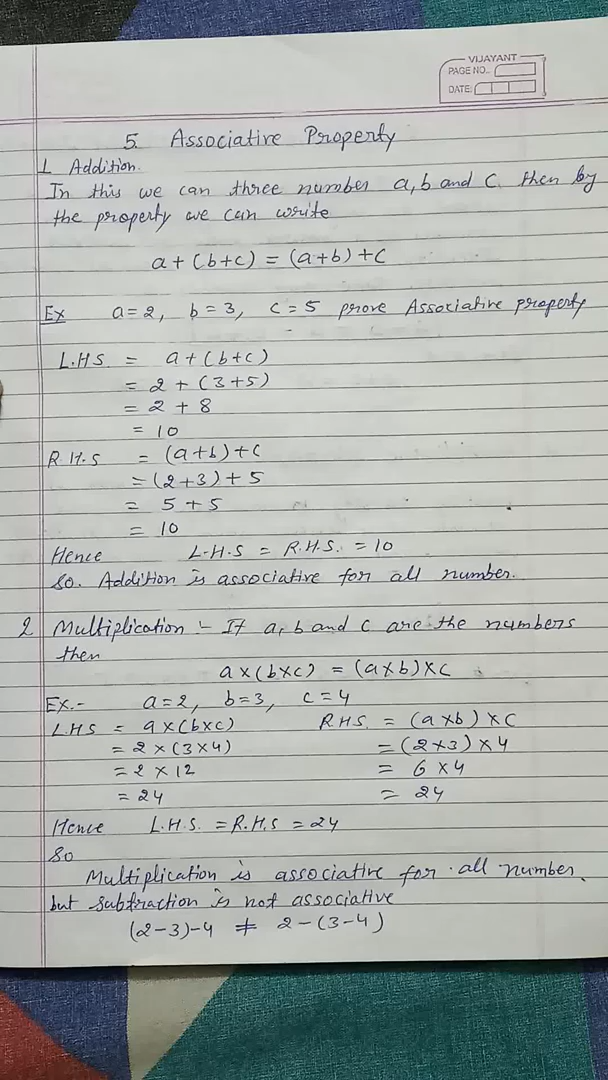 VIJAYANT
PAGE NO..
DATE:
5. Associative Property
1 Addition.
In this we can three number a, b and c. then by
the property we can write
a + (b+c) = (a+b) + c
Ex a = 2, b = 3, c = 5 prove Associative property
L.H.S = a + (b+c)
= 2 + (3+5)
= 2 + 8
= 10
R.H.S = (a+b) + c
= (2+3) + 5
= 5 + 5
= 10
Hence L.H.S = R.H.S. = 10
So. Addition is associative for all number.
2 Multiplication :- If a, b and c are the numbers
then
a × (b×c) = (a×b) × c
Ex.- a=2, b=3, c=4
L.H.S = a × (b×c) R.H.S. = (a×b) × c
= 2 × (3×4) = (2×3) × 4
= 2 × 12 = 6 × 4
= 24 = 24
Hence L.H.S. = R.H.S = 24
So
Multiplication is associative for all number.
but subtraction is not associative
(2-3)-4 ≠ 2-(3-4)